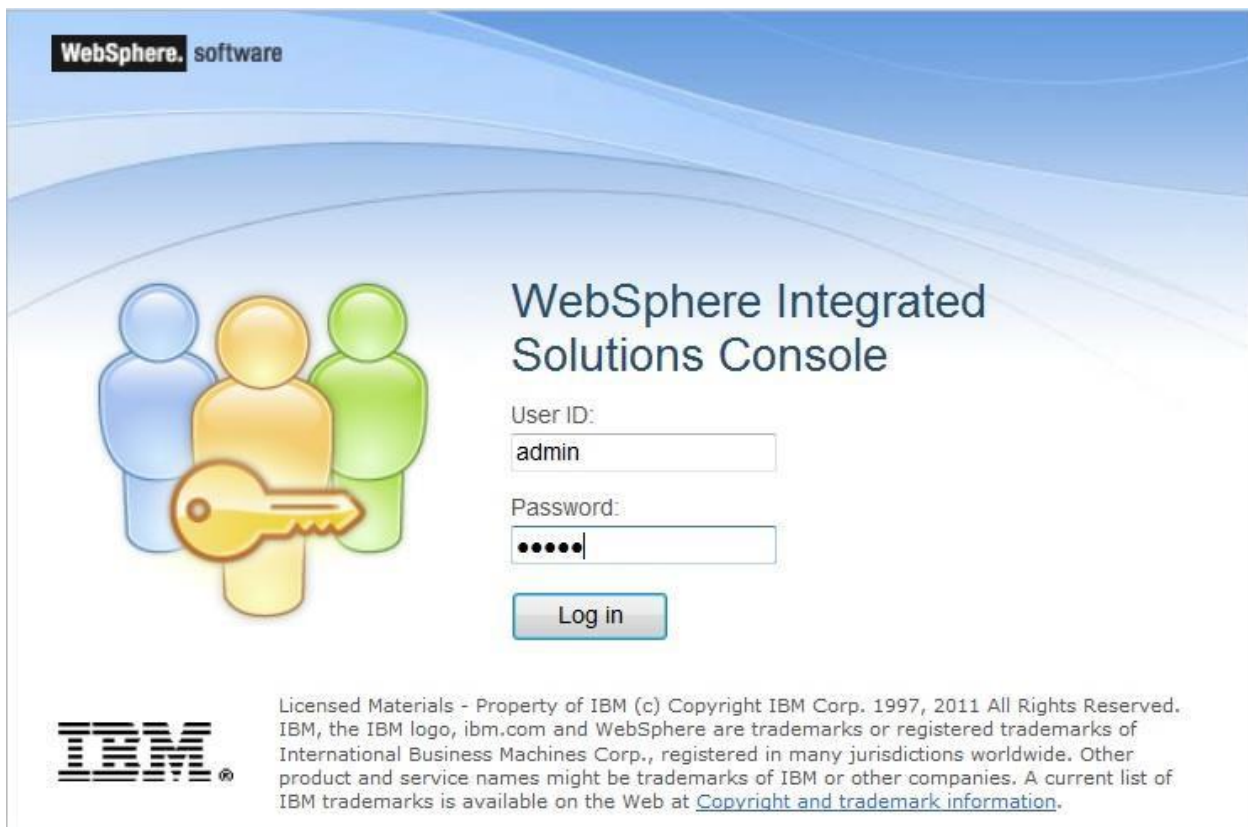 WebSphere. software
WebSphere Integrated
Solutions Console
User ID:
admin
Password:
●●●●●
Log in
IBM®
Licensed Materials - Property of IBM (c) Copyright IBM Corp. 1997, 2011 All Rights Reserved.
IBM, the IBM logo, ibm.com and WebSphere are trademarks or registered trademarks of
International Business Machines Corp., registered in many jurisdictions worldwide. Other
product and service names might be trademarks of IBM or other companies. A current list of
IBM trademarks is available on the Web at Copyright and trademark information.